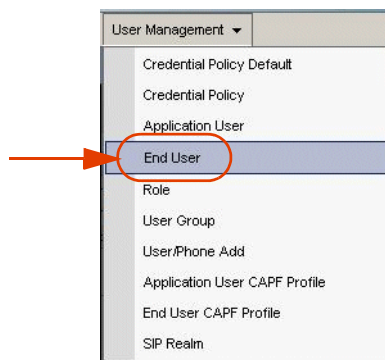 User Management
Credential Policy Default
Credential Policy
Application User
End User
Role
User Group
User/Phone Add
Application User CAPF Profile
End User CAPF Profile
SIP Realm